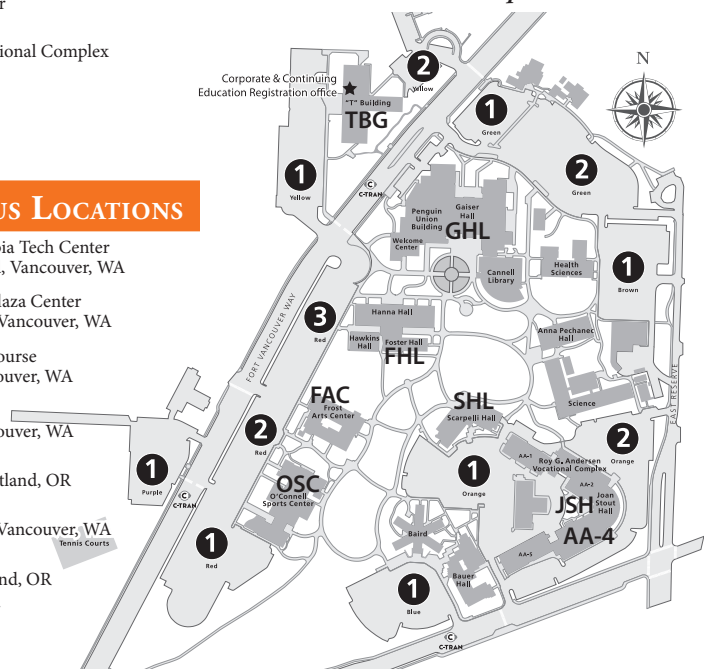 r
ional Complex
us Locations
ia Tech Center
, Vancouver, WA
laza Center
Vancouver, WA
ourse
ouver, WA
ouver, WA
tland, OR
Vancouver, WA
nd, OR
N
Corporate & Continuing
Education Registration office
"T" Building
TBG
2
Yellow
1
Green
2
Green
1
Yellow
C
C-TRAN
Penguin
Union
Building
Gaiser
Hall
GHL
Welcome
Center
Cannell
Library
Health
Sciences
1
Brown
FORT VANCOUVER WAY
3
Red
Hanna Hall
Hawkins
Hall
Foster Hall
FHL
Anna Pechanec
Hall
EAST RESERVE
Science
FAC
Frost
Arts Center
SHL
Scarpelli Hall
2
Red
2
Orange
1
Purple
C
C-TRAN
OSC
O'Connell
Sports Center
1
Orange
AA-1
Roy G. Andersen
Vocational Complex
AA-2
JSH
Joan
Stout
Hall
AA-4
AA-5
Tennis Courts
1
Red
Baird
Bauer
Hall
1
Blue
C
C-TRAN